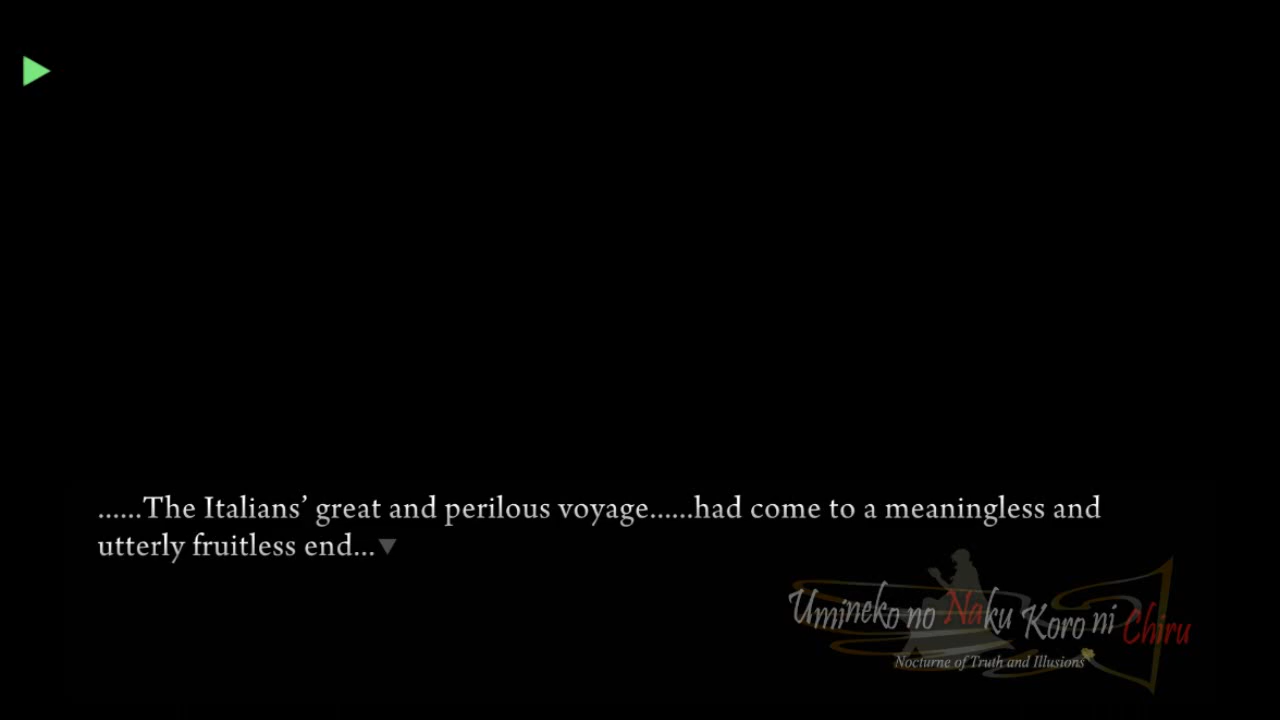 ……The Italians’ great and perilous voyage……had come to a meaningless and
utterly fruitless end…
Umineko no Naku Koro ni Chiru
Nocturne of Truth and Illusions